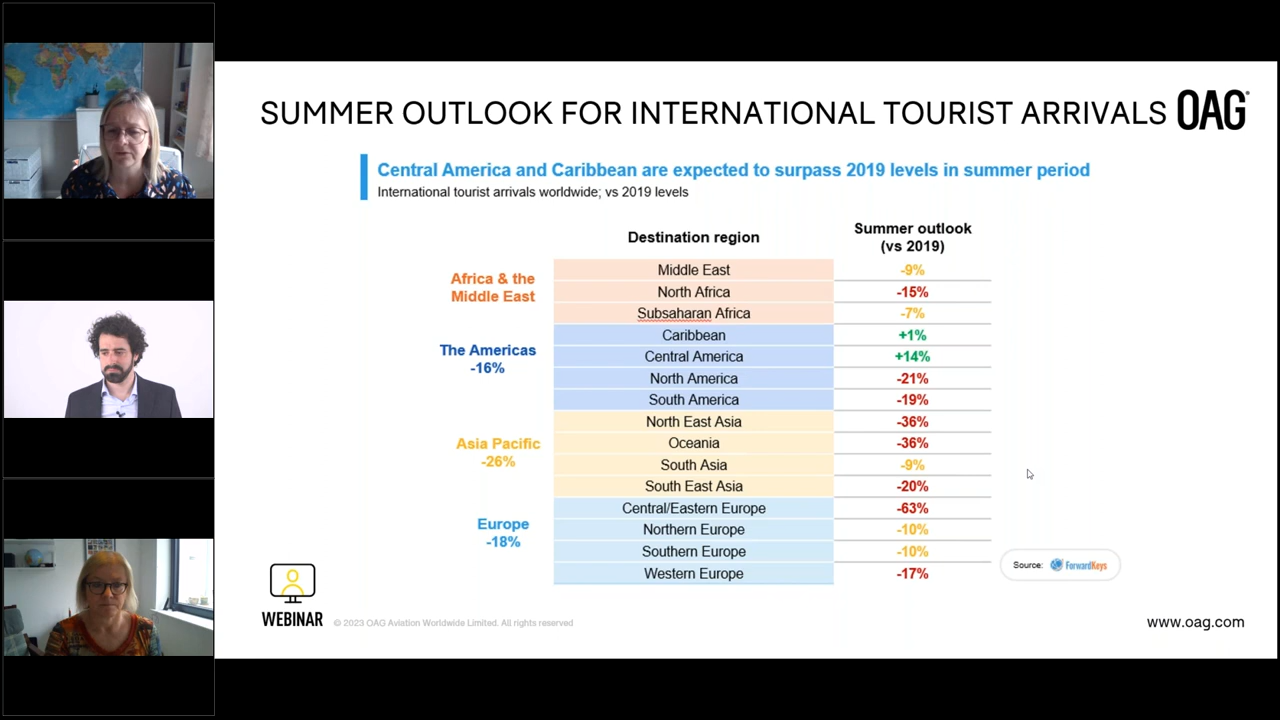 SUMMER OUTLOOK FOR INTERNATIONAL TOURIST ARRIVALS
OAG
Central America and Caribbean are expected to surpass 2019 levels in summer period
International tourist arrivals worldwide; vs 2019 levels
Destination region
Summer outlook
(vs 2019)
Africa & the
Middle East
Middle East -9%
North Africa -15%
Subsaharan Africa -7%
The Americas
-16%
Caribbean +1%
Central America +14%
North America -21%
South America -19%
Asia Pacific
-26%
North East Asia -36%
Oceania -36%
South Asia -9%
South East Asia -20%
Europe
-18%
Central/Eastern Europe -63%
Northern Europe -10%
Southern Europe -10%
Western Europe -17%
Source: ForwardKeys
WEBINAR
© 2023 OAG Aviation Worldwide Limited. All rights reserved
www.oag.com